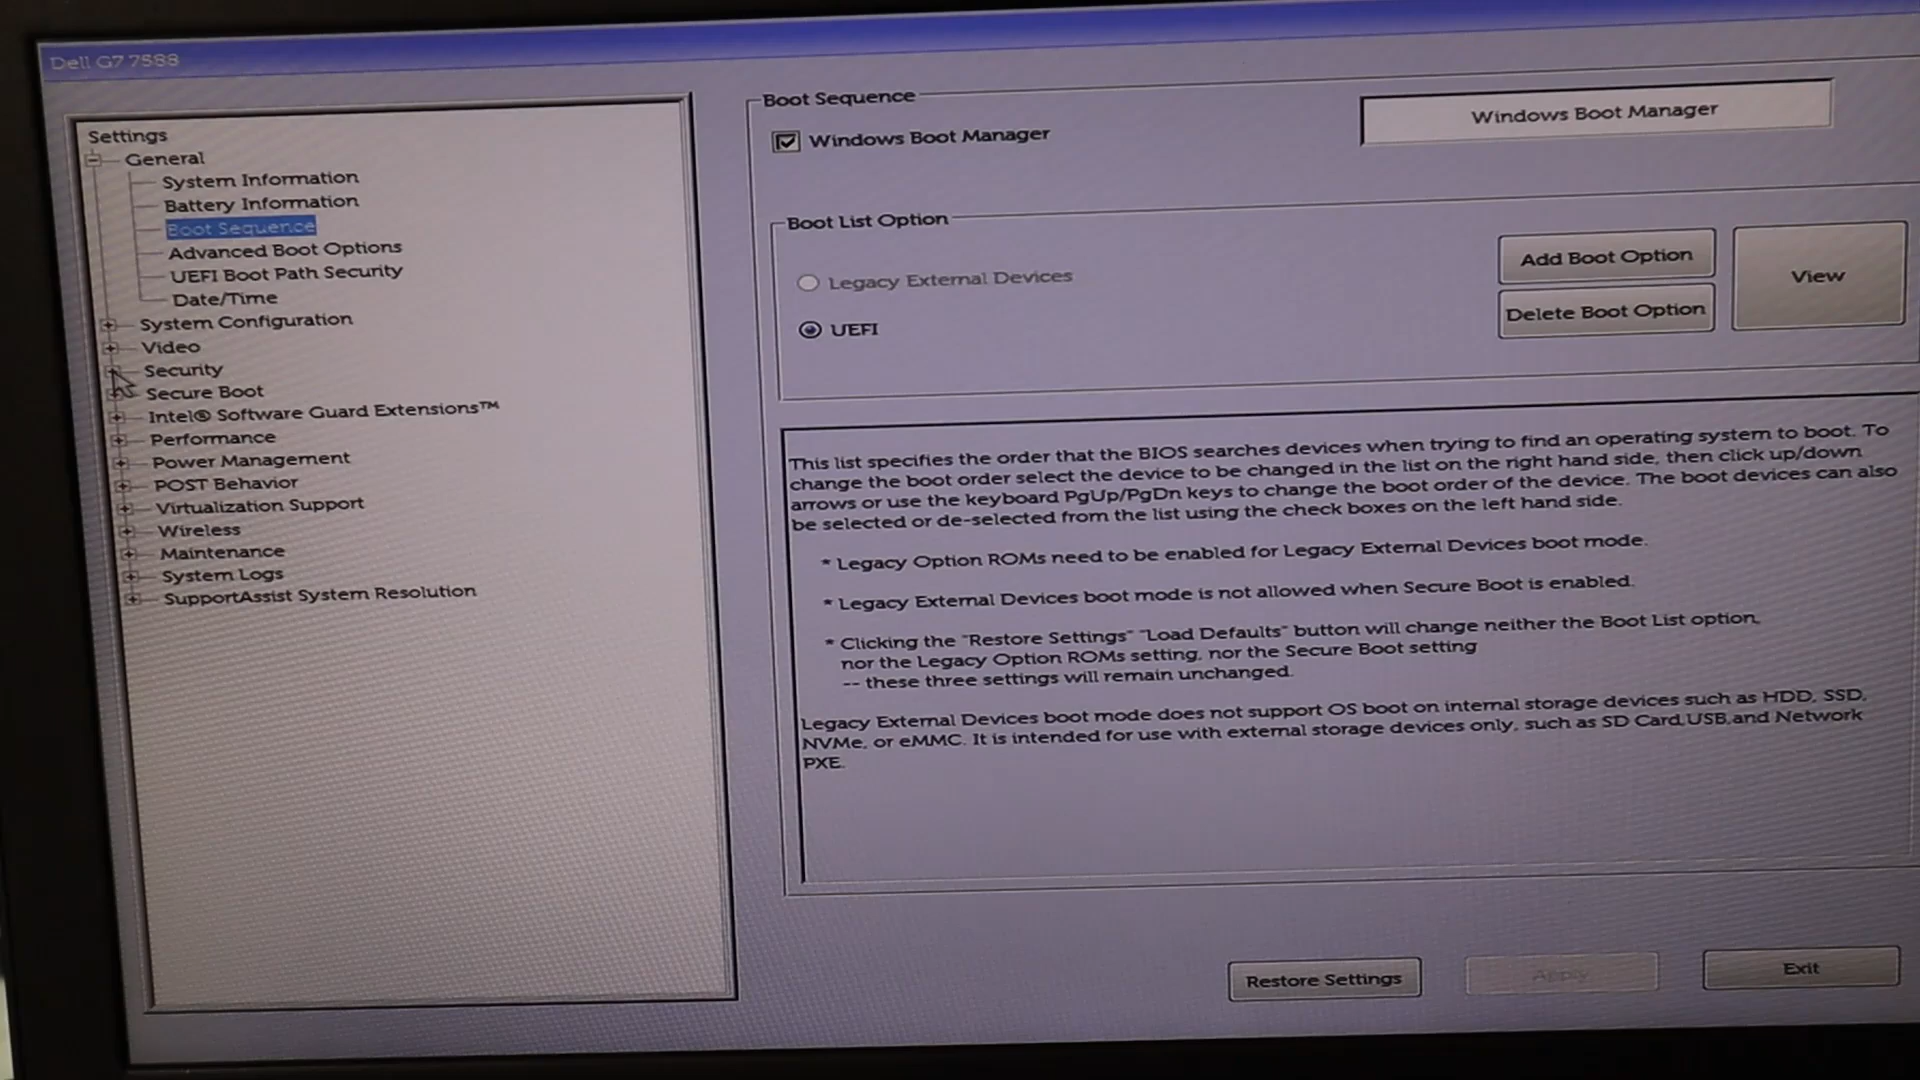 Dell G7 7588
Settings
General
System Information
Battery Information
Boot Sequence
Advanced Boot Options
UEFI Boot Path Security
Date/Time
System Configuration
Video
Security
Secure Boot
Intel® Software Guard Extensions™
Performance
Power Management
POST Behavior
Virtualization Support
Wireless
Maintenance
System Logs
SupportAssist System Resolution
Boot Sequence
Windows Boot Manager
Windows Boot Manager
Boot List Option
Legacy External Devices
UEFI
Add Boot Option
Delete Boot Option
View
This list specifies the order that the BIOS searches devices when trying to find an operating system to boot. To
change the boot order select the device to be changed in the list on the right hand side, then click up/down
arrows or use the keyboard PgUp/PgDn keys to change the boot order of the device. The boot devices can also
be selected or de-selected from the list using the check boxes on the left hand side.
* Legacy Option ROMs need to be enabled for Legacy External Devices boot mode.
* Legacy External Devices boot mode is not allowed when Secure Boot is enabled.
* Clicking the "Restore Settings" "Load Defaults" button will change neither the Boot List option,
nor the Legacy Option ROMs setting, nor the Secure Boot setting
-- these three settings will remain unchanged.
Legacy External Devices boot mode does not support OS boot on internal storage devices such as HDD, SSD,
NVMe, or eMMC. It is intended for use with external storage devices only, such as SD Card,USB,and Network
PXE.
Restore Settings
Apply
Exit